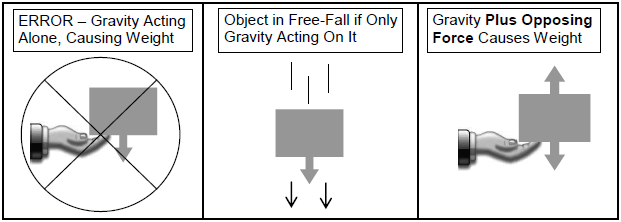 ERROR – Gravity Acting
Alone, Causing Weight
Object in Free-Fall if Only
Gravity Acting On It
Gravity Plus Opposing
Force Causes Weight